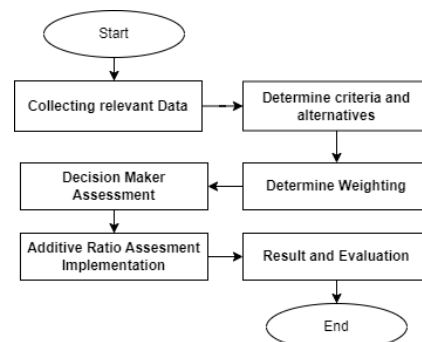 Start
Collecting relevant Data
Determine criteria and
alternatives
Decision Maker
Assessment
Determine Weighting
Additive Ratio Assesment
Implementation
Result and Evaluation
End